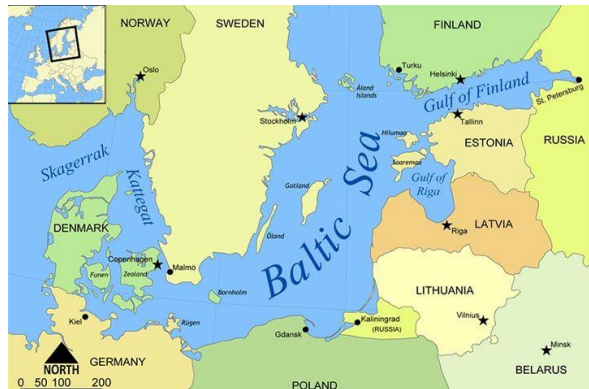 NORWAY
SWEDEN
FINLAND
Oslo
Turku
Helsinki
Gulf of Finland
Åland
Islands
St. Petersburg
Stockholm
Tallinn
Hiiumaa
ESTONIA
RUSSIA
Skagerrak
Kattegat
Saaremaa
Gulf of
Riga
Gotland
Baltic Sea
DENMARK
Öland
Riga
LATVIA
Copenhagen
Malmö
Funen
Zealand
Bornholm
LITHUANIA
Kiel
Rügen
Gdansk
Kaliningrad
(RUSSIA)
Vilnius
Minsk
NORTH
GERMANY
POLAND
BELARUS
0 50 100 200